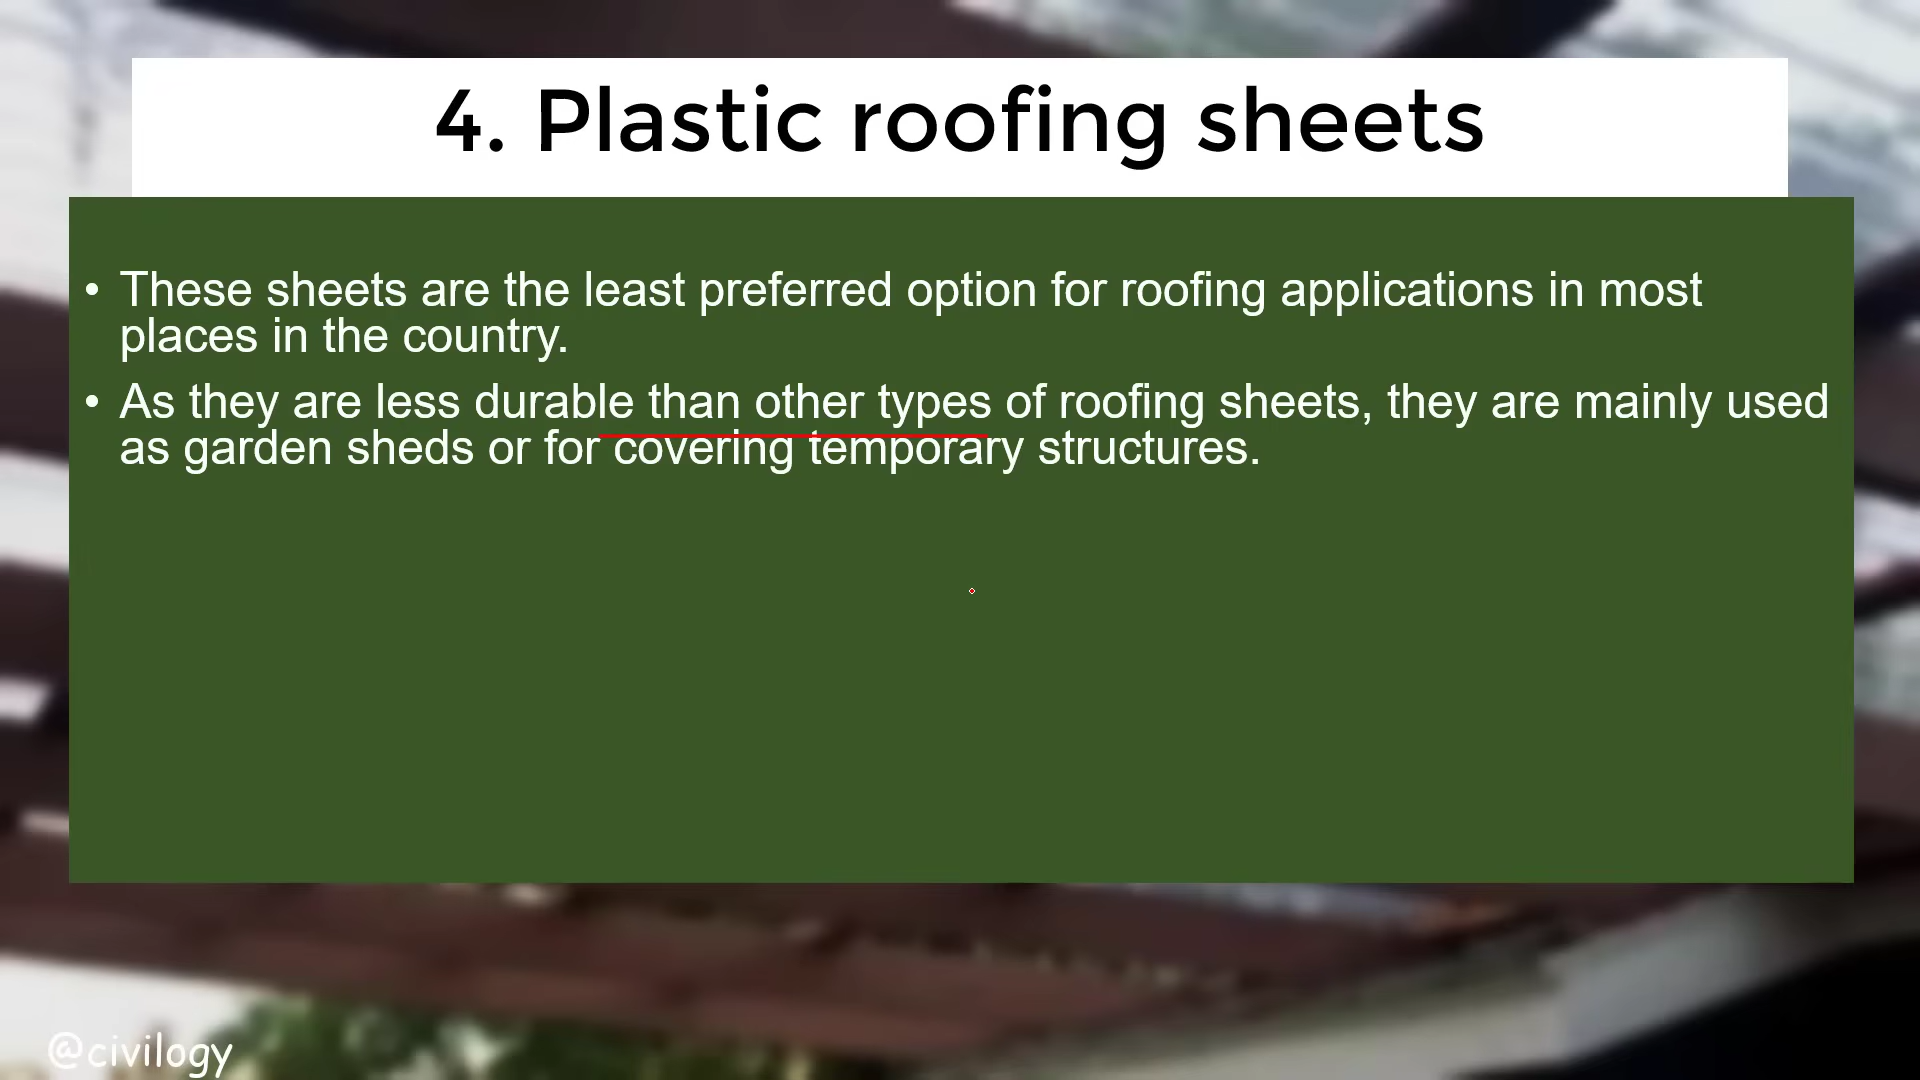 4. Plastic roofing sheets
• These sheets are the least preferred option for roofing applications in most
places in the country.
• As they are less durable than other types of roofing sheets, they are mainly used
as garden sheds or for covering temporary structures.
@civilogy